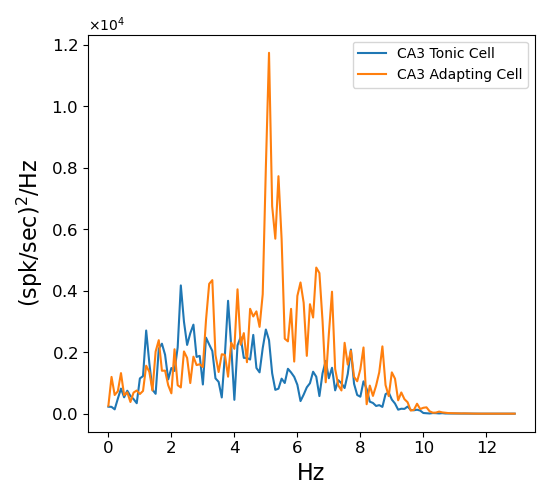 ×10⁴
CA3 Tonic Cell
CA3 Adapting Cell
1.2
1.0
0.8
0.6
0.4
0.2
0.0
(spk/sec)²/Hz
0 2 4 6 8 10 12
Hz